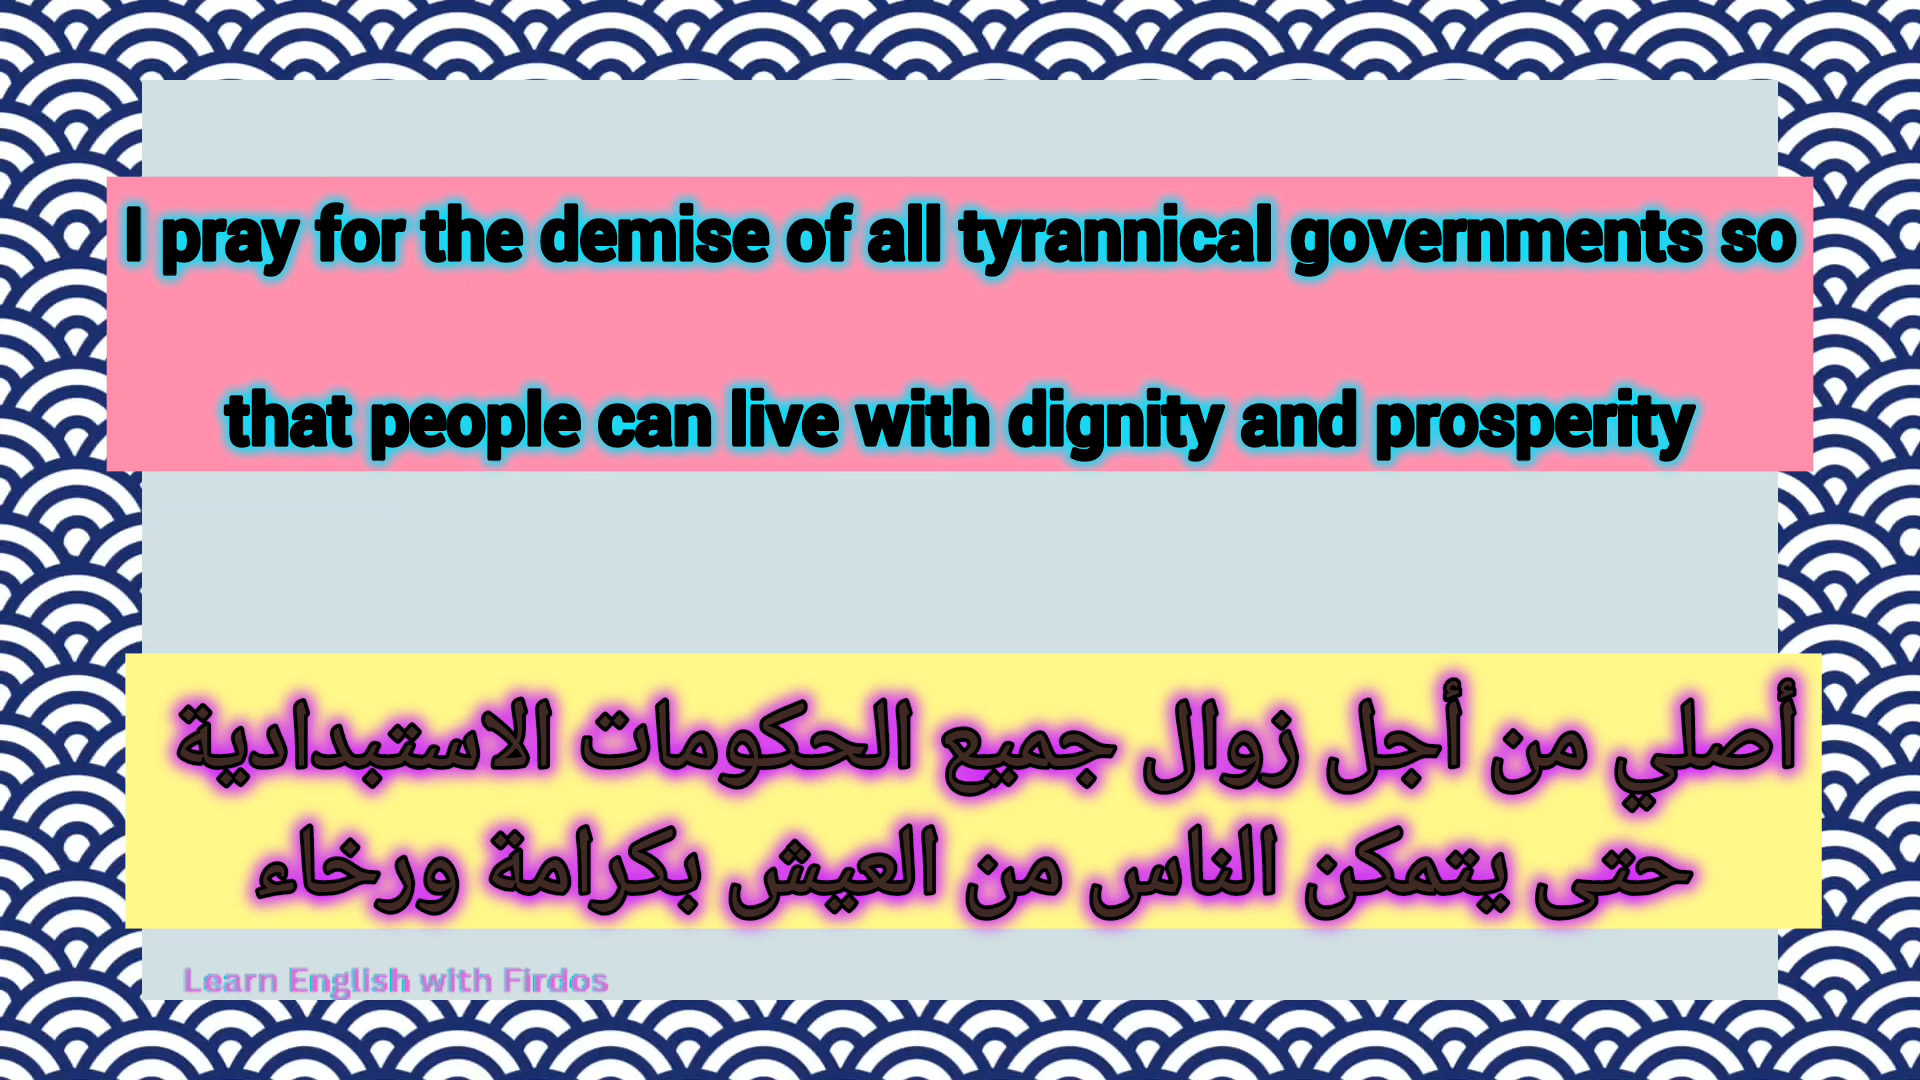 I pray for the demise of all tyrannical governments so
that people can live with dignity and prosperity
أصلي من أجل زوال جميع الحكومات الاستبدادية
حتى يتمكن الناس من العيش بكرامة ورخاء
Learn English with Firdos